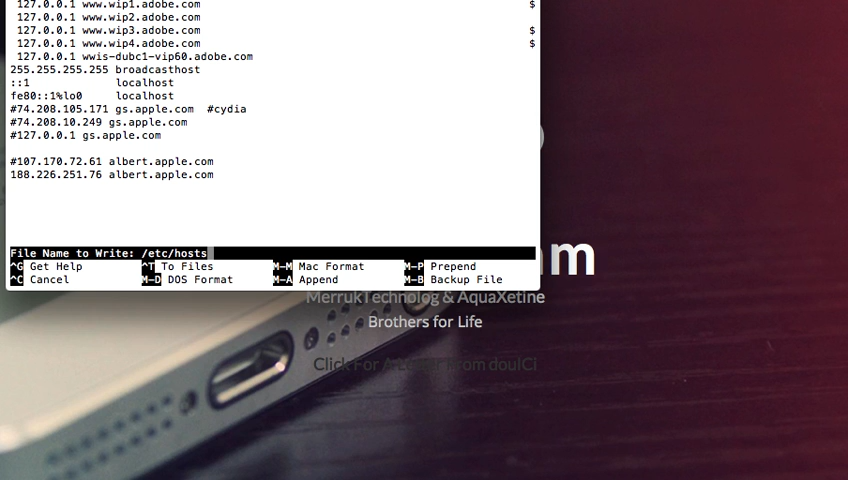 127.0.0.1 www.wip1.adobe.com $
127.0.0.1 www.wip2.adobe.com
127.0.0.1 www.wip3.adobe.com $
127.0.0.1 www.wip4.adobe.com $
127.0.0.1 wwis-dubc1-vip60.adobe.com
255.255.255.255 broadcasthost
::1 localhost
fe80::1%lo0 localhost
#74.208.105.171 gs.apple.com #cydia
#74.208.10.249 gs.apple.com
#127.0.0.1 gs.apple.com
#107.170.72.61 albert.apple.com
188.226.251.76 albert.apple.com
File Name to Write: /etc/hosts
^G Get Help ^T To Files M-M Mac Format M-P Prepend
^C Cancel M-D DOS Format M-A Append M-B Backup File
MerrukTechnolog & AquaXetine
Brothers for Life
Click For A Letter From doulCi